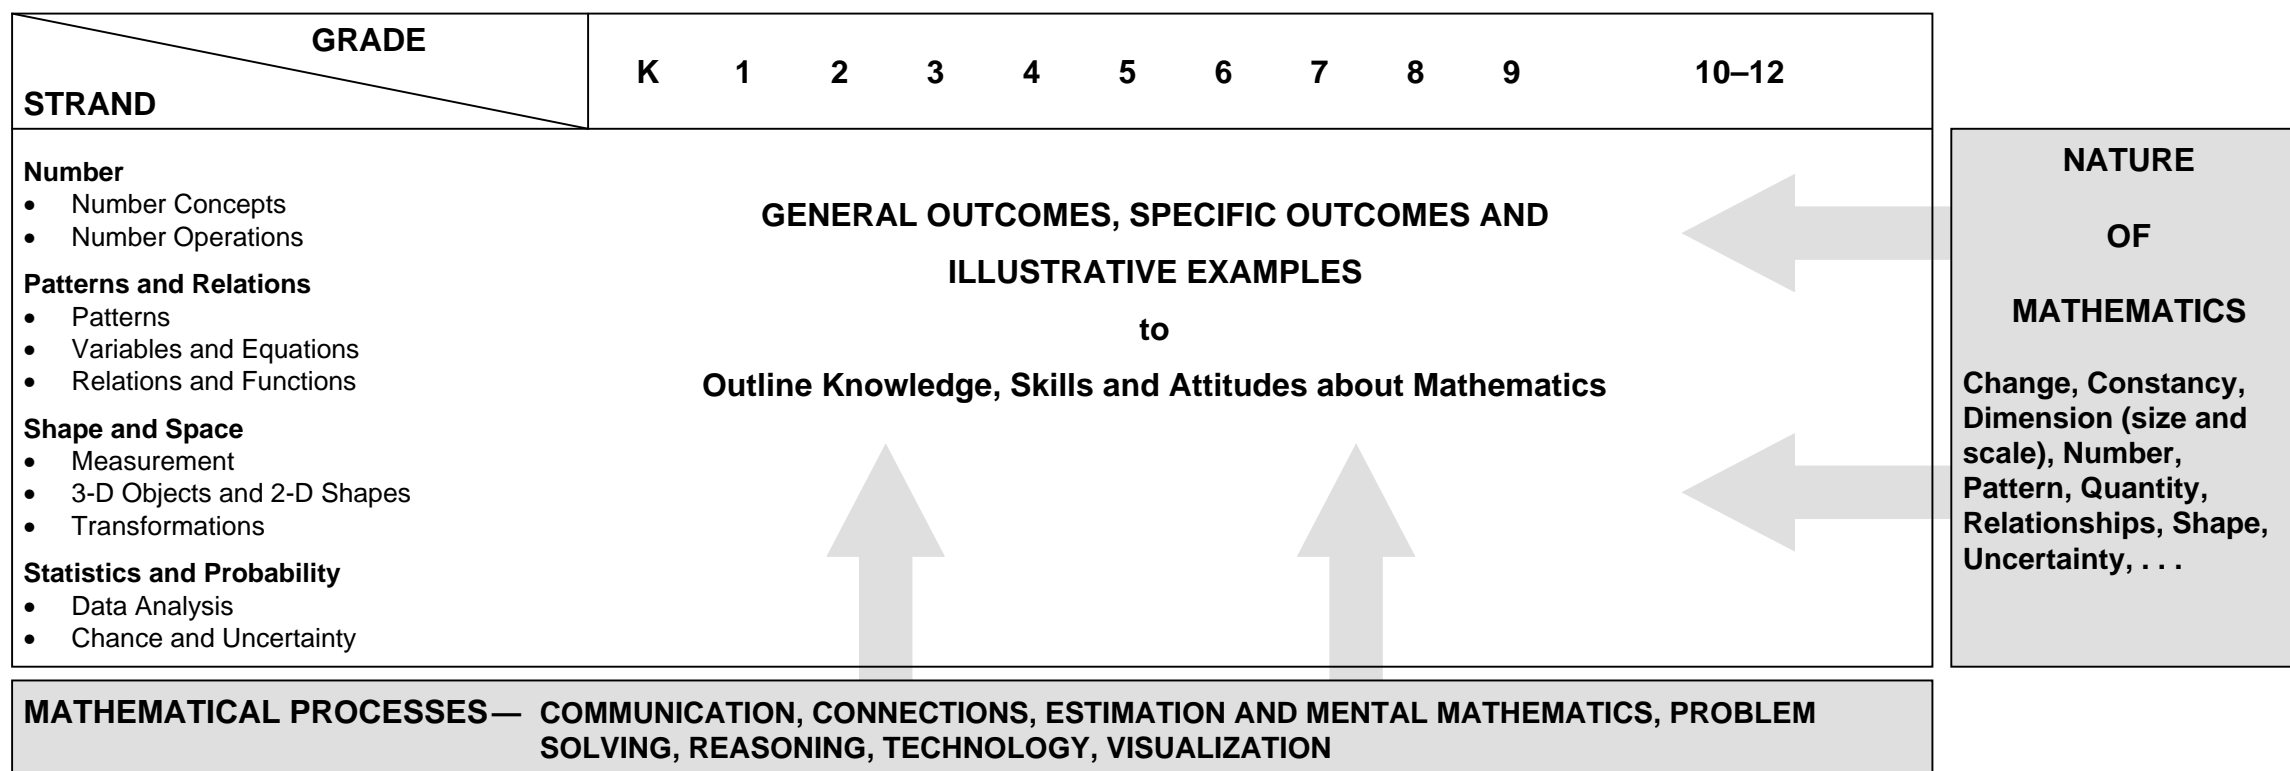 GRADE
STRAND
K 1 2 3 4 5 6 7 8 9 10–12
Number
• Number Concepts
• Number Operations
Patterns and Relations
• Patterns
• Variables and Equations
• Relations and Functions
Shape and Space
• Measurement
• 3-D Objects and 2-D Shapes
• Transformations
Statistics and Probability
• Data Analysis
• Chance and Uncertainty
GENERAL OUTCOMES, SPECIFIC OUTCOMES AND
ILLUSTRATIVE EXAMPLES
to
Outline Knowledge, Skills and Attitudes about Mathematics
NATURE
OF
MATHEMATICS
Change, Constancy,
Dimension (size and
scale), Number,
Pattern, Quantity,
Relationships, Shape,
Uncertainty, . . .
MATHEMATICAL PROCESSES— COMMUNICATION, CONNECTIONS, ESTIMATION AND MENTAL MATHEMATICS, PROBLEM
SOLVING, REASONING, TECHNOLOGY, VISUALIZATION